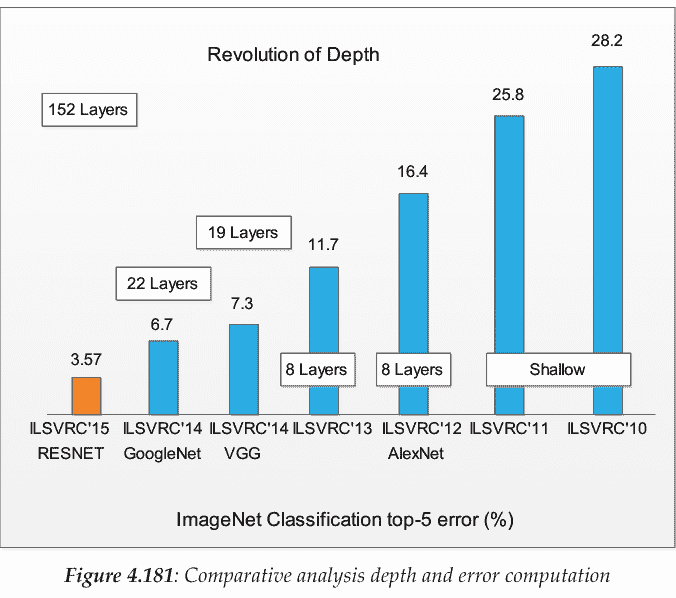 Revolution of Depth
28.2
25.8
152 Layers
16.4
19 Layers
11.7
22 Layers
7.3
6.7
3.57
8 Layers
8 Layers
Shallow
ILSVRC'15 ILSVRC'14 ILSVRC'14 ILSVRC'13 ILSVRC'12 ILSVRC'11 ILSVRC'10
RESNET GoogleNet VGG AlexNet
ImageNet Classification top-5 error (%)
Figure 4.181: Comparative analysis depth and error computation